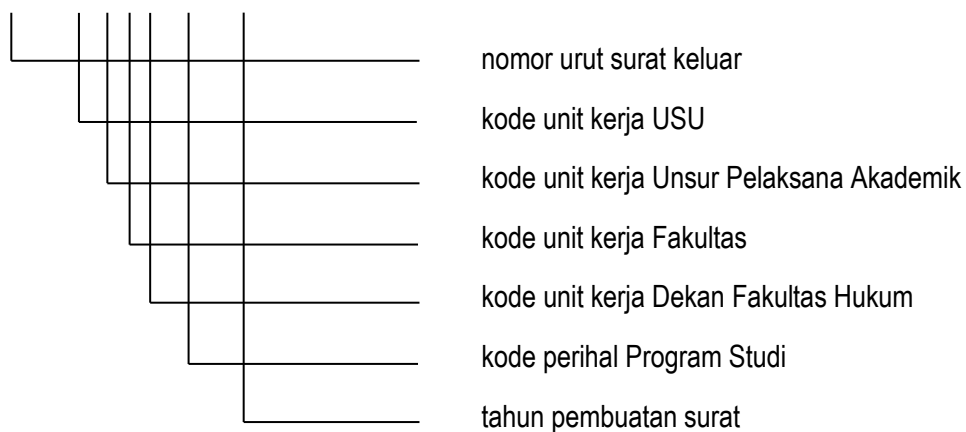 nomor urut surat keluar
kode unit kerja USU
kode unit kerja Unsur Pelaksana Akademik
kode unit kerja Fakultas
kode unit kerja Dekan Fakultas Hukum
kode perihal Program Studi
tahun pembuatan surat